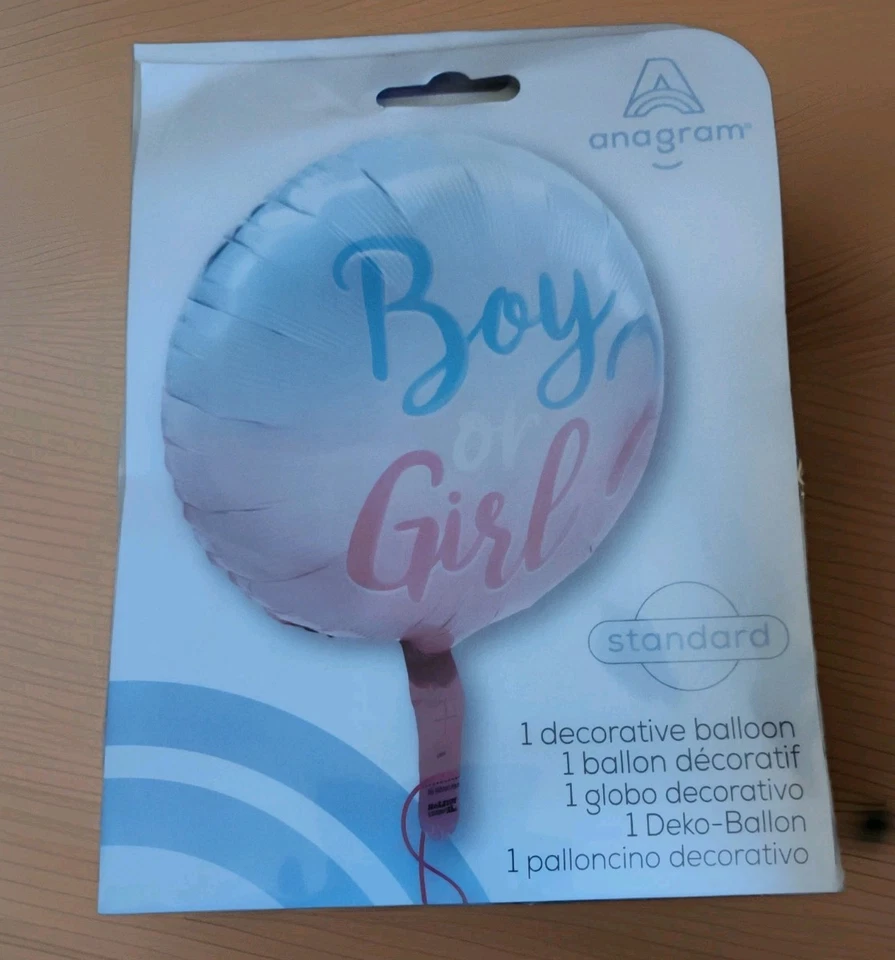 anagram
Boy
or
Girl
standard
1 decorative balloon
1 ballon décoratif
1 globo decorativo
1 Deko-Ballon
1 palloncino decorativo